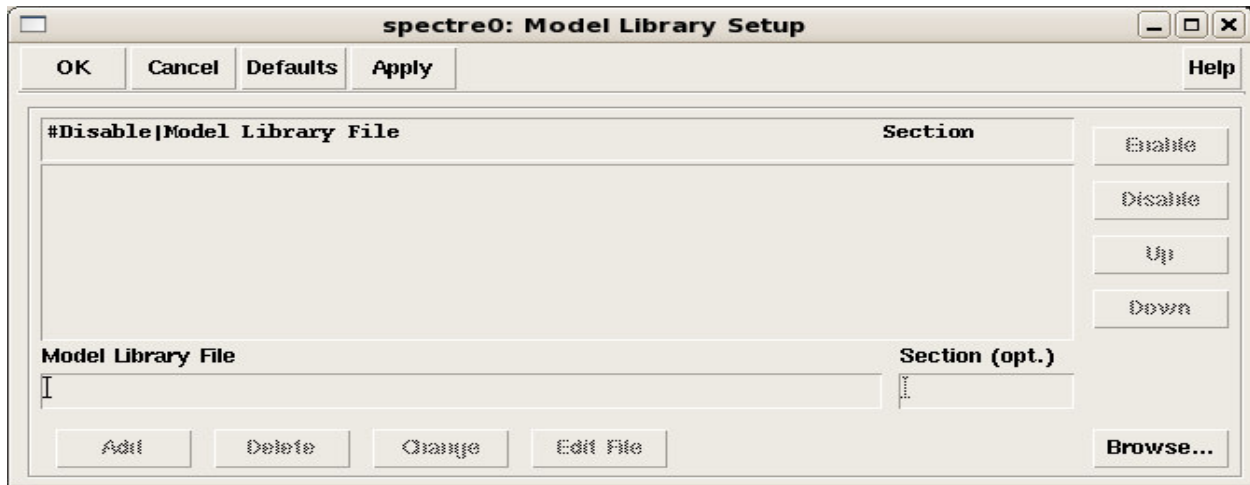 spectre0: Model Library Setup
OK Cancel Defaults Apply Help
#Disable|Model Library File Section
Enable
Disable
Up
Down
Model Library File Section (opt.)
Add Delete Change Edit File Browse...